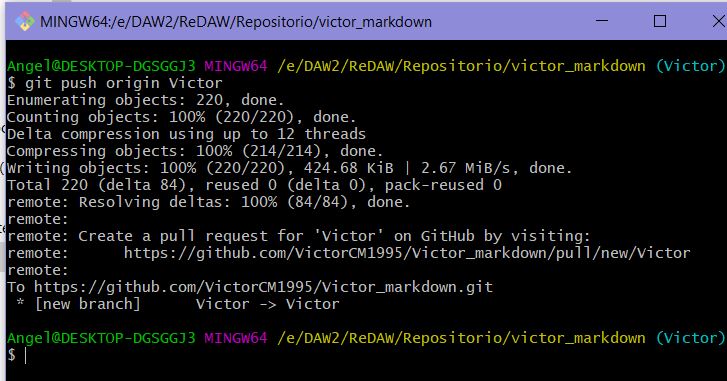 MINGW64:/e/DAW2/ReDAW/Repositorio/victor_markdown
Angel@DESKTOP-DGSGGJ3 MINGW64 /e/DAW2/ReDAW/Repositorio/victor_markdown (Victor)
$ git push origin Victor
Enumerating objects: 220, done.
Counting objects: 100% (220/220), done.
Delta compression using up to 12 threads
Compressing objects: 100% (214/214), done.
Writing objects: 100% (220/220), 424.68 KiB | 2.67 MiB/s, done.
Total 220 (delta 84), reused 0 (delta 0), pack-reused 0
remote: Resolving deltas: 100% (84/84), done.
remote:
remote: Create a pull request for 'Victor' on GitHub by visiting:
remote:      https://github.com/VictorCM1995/Victor_markdown/pull/new/Victor
remote:
To https://github.com/VictorCM1995/Victor_markdown.git
 * [new branch]      Victor -> Victor
Angel@DESKTOP-DGSGGJ3 MINGW64 /e/DAW2/ReDAW/Repositorio/victor_markdown (Victor)
$